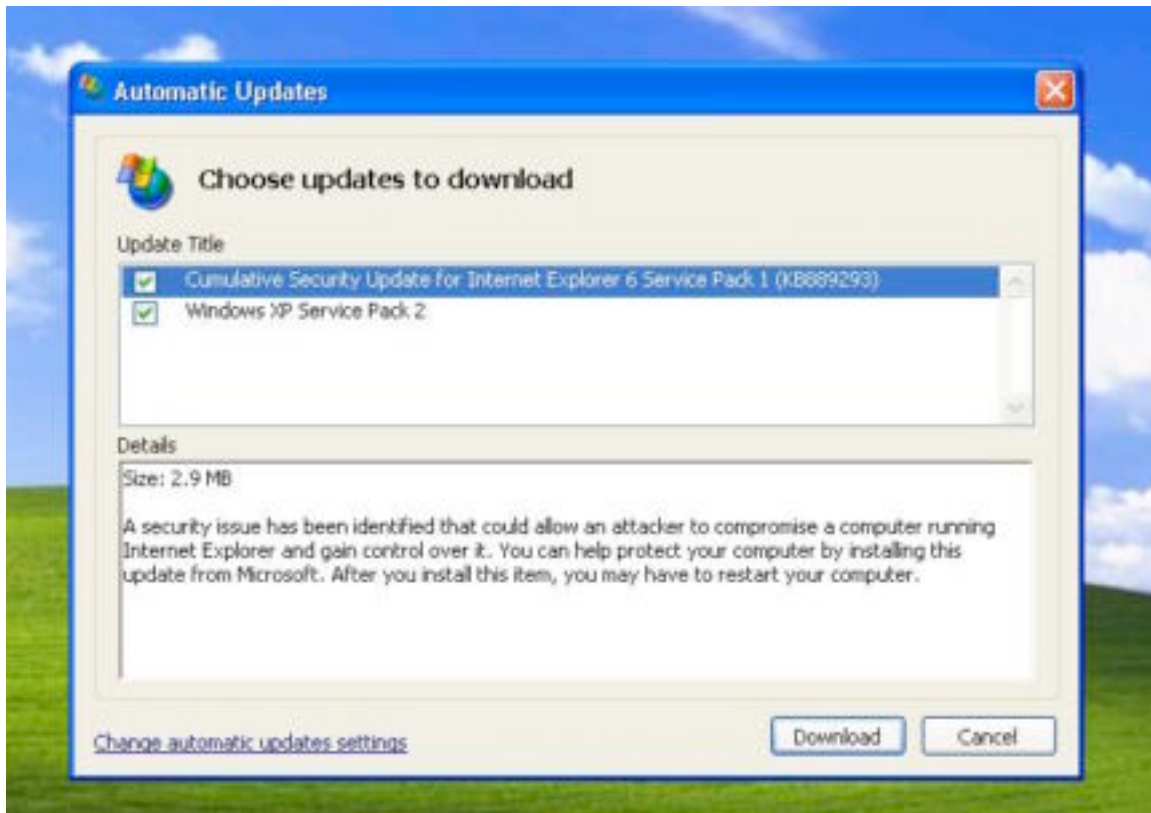 Automatic Updates
Choose updates to download
Update Title
Cumulative Security Update for Internet Explorer 6 Service Pack 1 (KB889293)
Windows XP Service Pack 2
Details
Size: 2.9 MB
A security issue has been identified that could allow an attacker to compromise a computer running
Internet Explorer and gain control over it. You can help protect your computer by installing this
update from Microsoft. After you install this item, you may have to restart your computer.
Change automatic updates settings
Download
Cancel